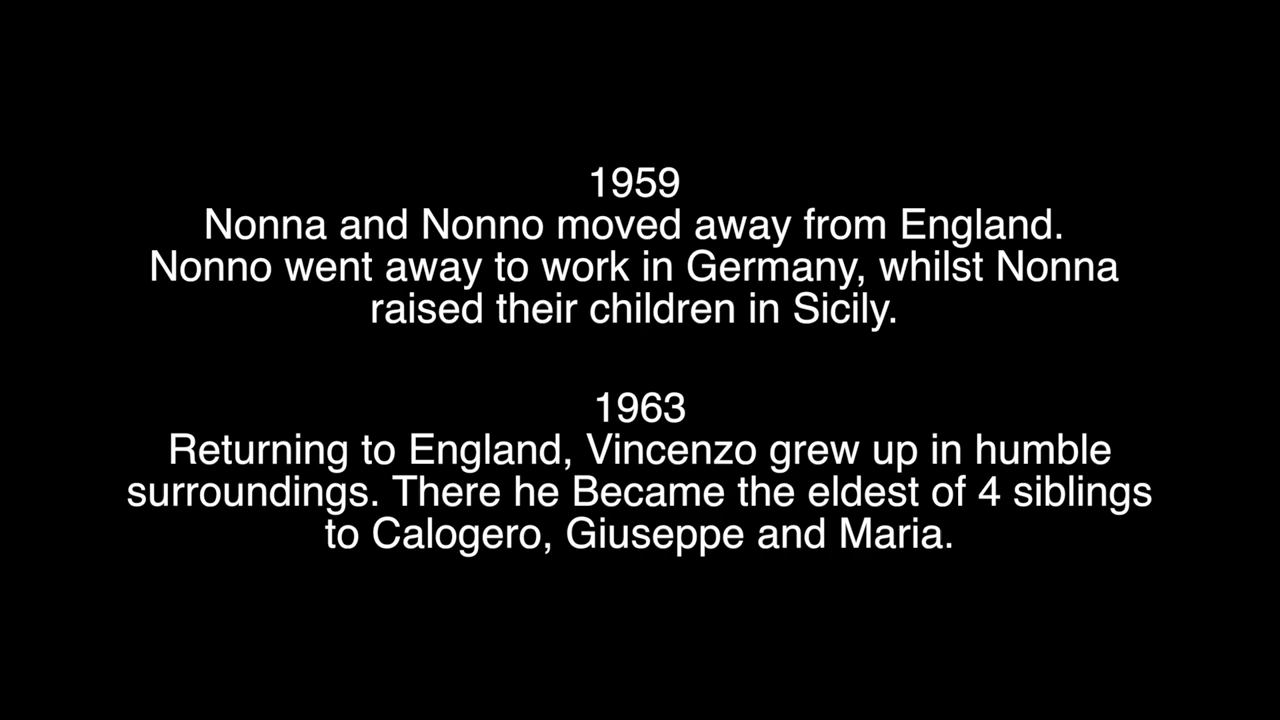 1959
Nonna and Nonno moved away from England.
Nonno went away to work in Germany, whilst Nonna
raised their children in Sicily.
1963
Returning to England, Vincenzo grew up in humble
surroundings. There he Became the eldest of 4 siblings
to Calogero, Giuseppe and Maria.